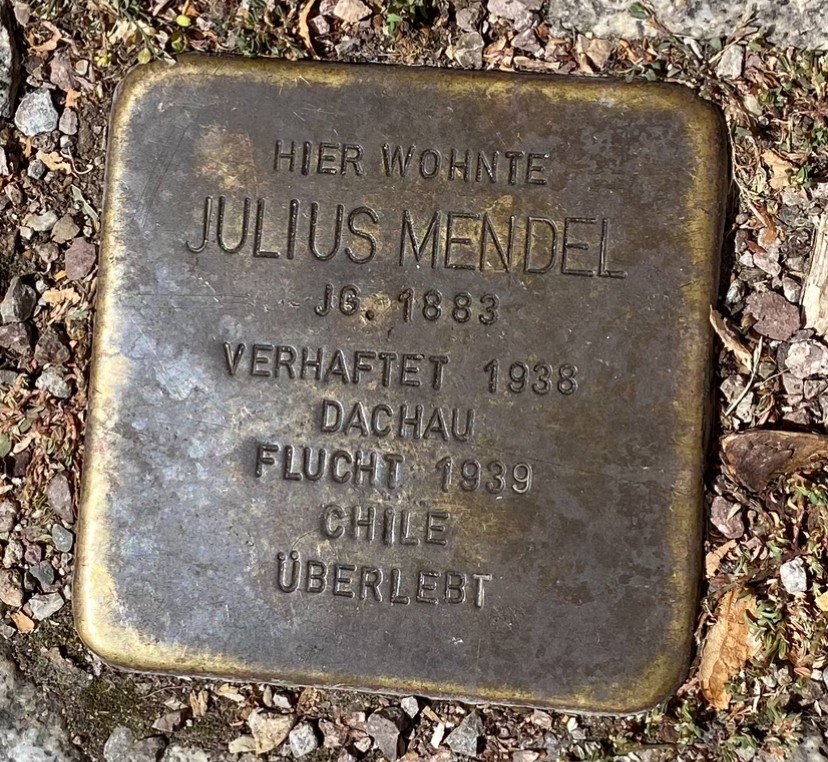 HIER WOHNTE
JULIUS MENDEL
JG. 1883
VERHAFTET 1938
DACHAU
FLUCHT 1939
CHILE
ÜBERLEBT